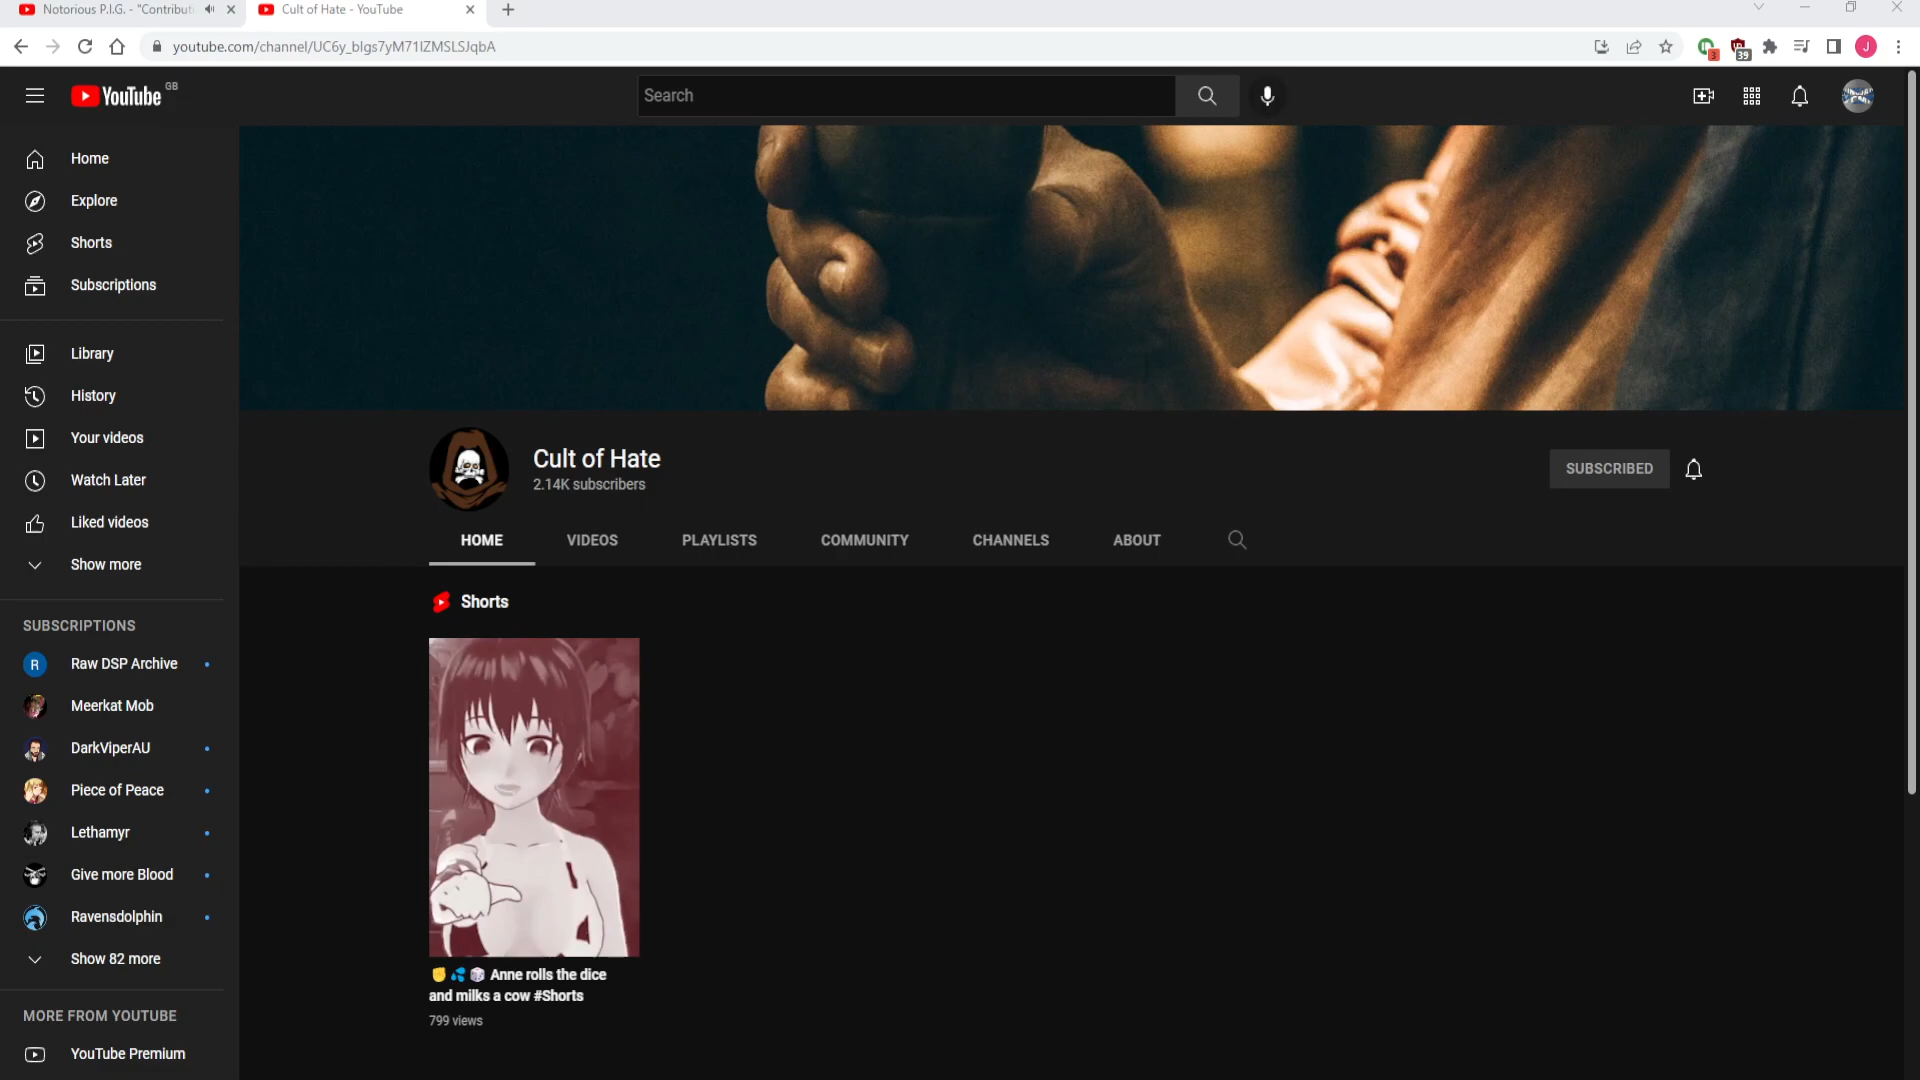 Notorious P.I.G. - "Contribut
Cult of Hate - YouTube
youtube.com/channel/UC6y_blgs7yM71lZMSLSJqbA
3
39
J
YouTube GB
Search
Home
Explore
Shorts
Subscriptions
Library
History
Your videos
Watch Later
Liked videos
Show more
SUBSCRIPTIONS
R Raw DSP Archive
Meerkat Mob
DarkViperAU
Piece of Peace
Lethamyr
Give more Blood
Ravensdolphin
Show 82 more
MORE FROM YOUTUBE
YouTube Premium
Cult of Hate
2.14K subscribers
SUBSCRIBED
HOME VIDEOS PLAYLISTS COMMUNITY CHANNELS ABOUT
Shorts
✊💦🎲 Anne rolls the dice
and milks a cow #Shorts
799 views